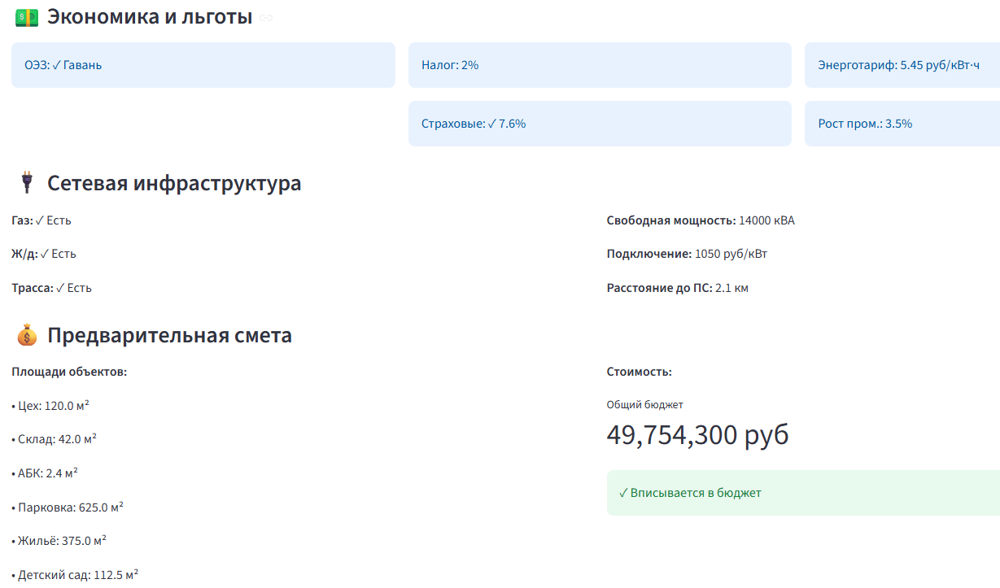 Экономика и льготы
ОЭЗ: ✓ Гавань
Налог: 2%
Энерготариф: 5.45 руб/кВт·ч
Страховые: ✓ 7.6%
Рост пром.: 3.5%
Сетевая инфраструктура
Газ: ✓ Есть
Свободная мощность: 14000 кВА
Ж/д: ✓ Есть
Подключение: 1050 руб/кВт
Трасса: ✓ Есть
Расстояние до ПС: 2.1 км
Предварительная смета
Площади объектов:
• Цех: 120.0 м²
• Склад: 42.0 м²
• АБК: 2.4 м²
• Парковка: 625.0 м²
• Жильё: 375.0 м²
• Детский сад: 112.5 м²
Стоимость:
Общий бюджет
49,754,300 руб
✓ Вписывается в бюджет